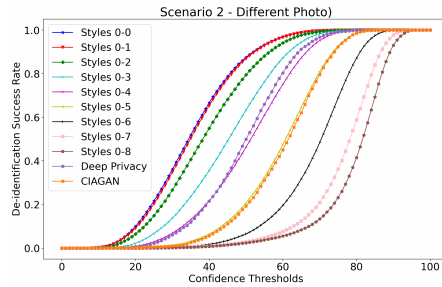 Scenario 2 - Different Photo)
De-identification Success Rate
1.0
0.8
0.6
0.4
0.2
0.0
Styles 0-0
Styles 0-1
Styles 0-2
Styles 0-3
Styles 0-4
Styles 0-5
Styles 0-6
Styles 0-7
Styles 0-8
Deep Privacy
CIAGAN
0 20 40 60 80 100
Confidence Thresholds